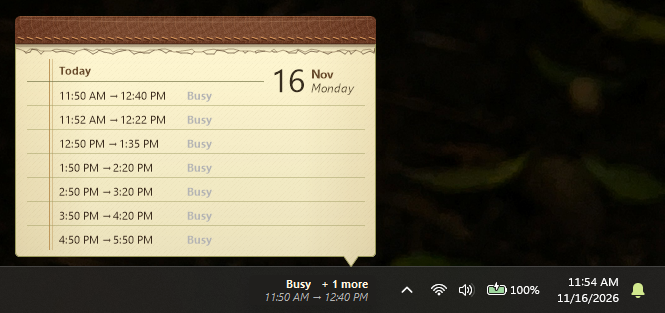 Today
16 Nov
Monday
11:50 AM → 12:40 PM Busy
11:52 AM → 12:22 PM Busy
12:50 PM → 1:35 PM Busy
1:50 PM → 2:20 PM Busy
2:50 PM → 3:20 PM Busy
3:50 PM → 4:20 PM Busy
4:50 PM → 5:50 PM Busy
Busy + 1 more
11:50 AM → 12:40 PM
100%
11:54 AM
11/16/2026